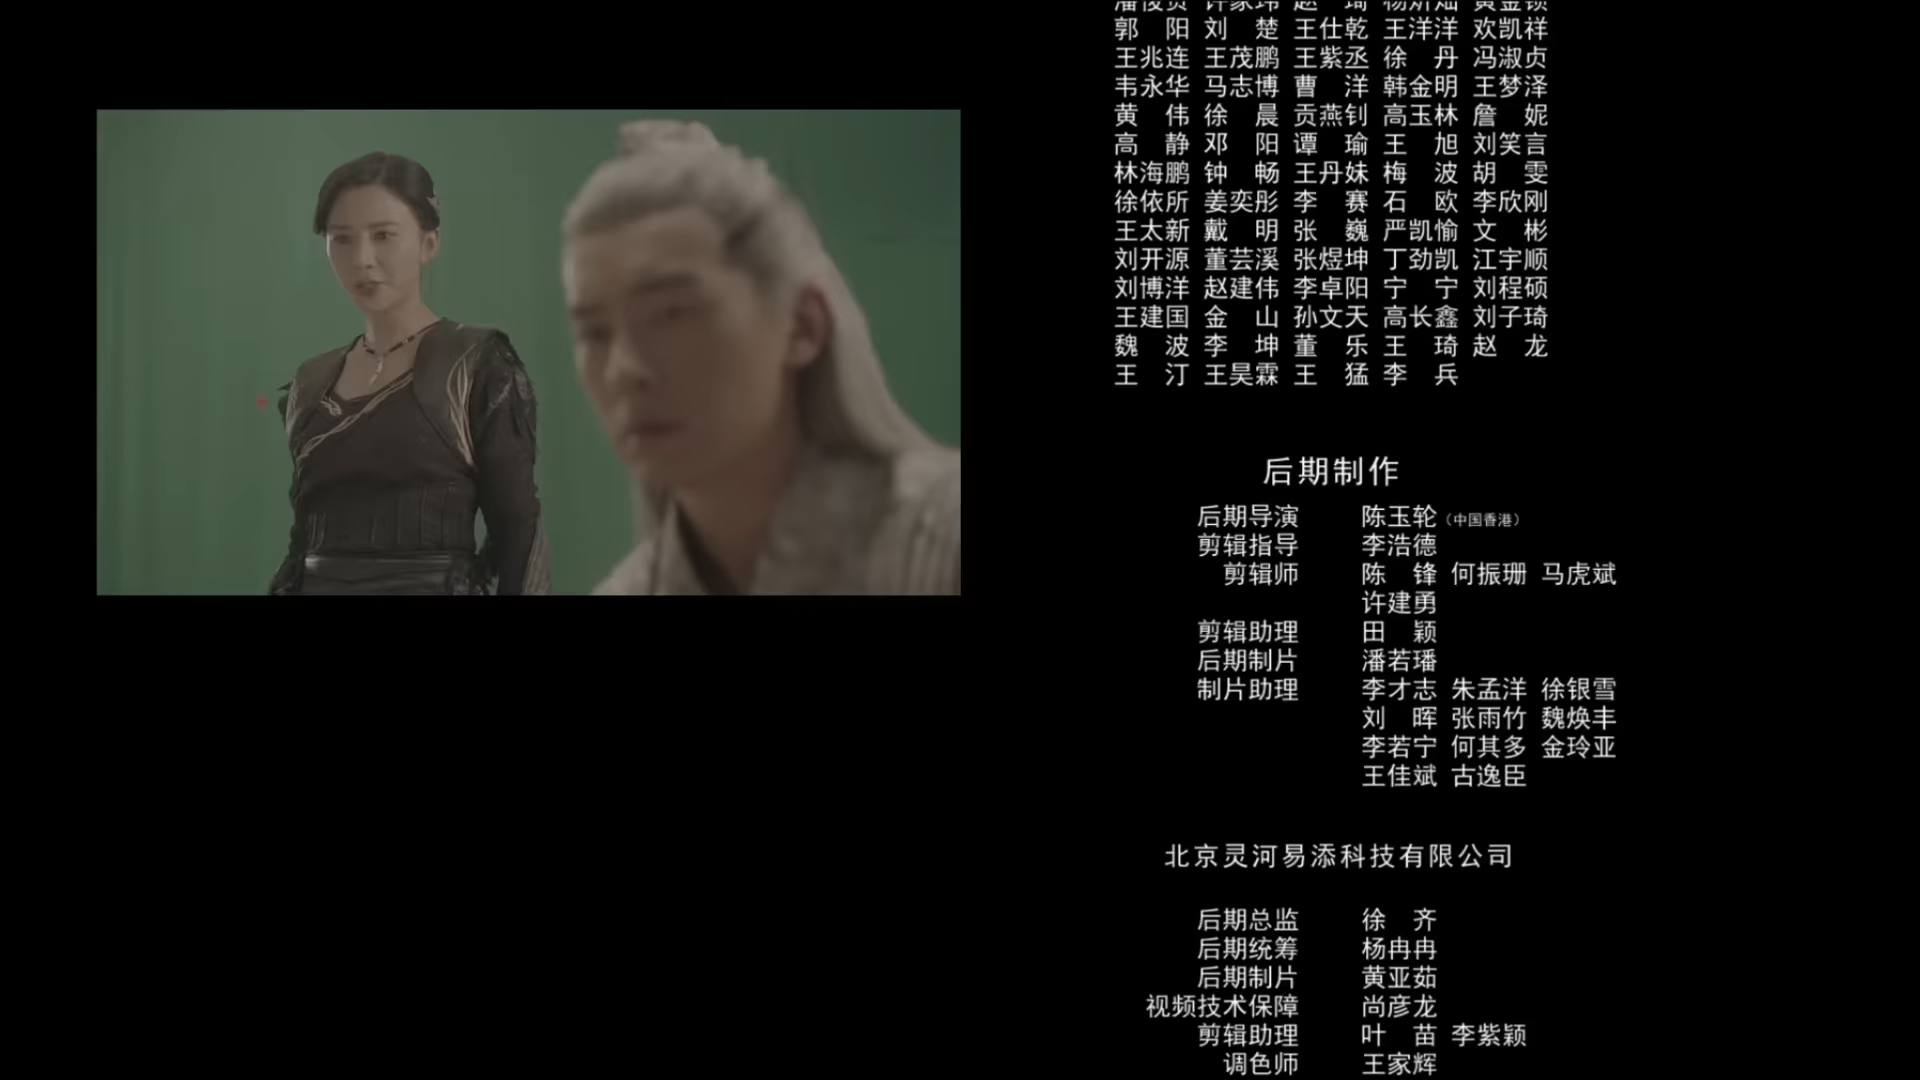 郭 阳 刘 楚 王仕乾 王洋洋 欢凯祥
王兆连 王茂鹏 王紫丞 徐 丹 冯淑贞
韦永华 马志博 曹 洋 韩金明 王梦泽
黄 伟 徐 晨 贡燕钊 高玉林 詹 妮
高 静 邓 阳 谭 瑜 王 旭 刘笑言
林海鹏 钟 畅 王丹妹 梅 波 胡 雯
徐依所 姜奕彤 李 赛 石 欧 李欣刚
王太新 戴 明 张 巍 严凯愉 文 彬
刘开源 董芸溪 张煜坤 丁劲凯 江宇顺
刘博洋 赵建伟 李卓阳 宁 宁 刘程硕
王建国 金 山 孙文天 高长鑫 刘子琦
魏 波 李 坤 董 乐 王 琦 赵 龙
王 汀 王昊霖 王 猛 李 兵
后期制作
后期导演 陈玉轮（中国香港）
剪辑指导 李浩德
剪辑师 陈 锋 何振珊 马虎斌
许建勇
剪辑助理 田 颖
后期制片 潘若璠
制片助理 李才志 朱孟洋 徐银雪
刘 晖 张雨竹 魏焕丰
李若宁 何其多 金玲亚
王佳斌 古逸臣
北京灵河易添科技有限公司
后期总监 徐 齐
后期统筹 杨冉冉
后期制片 黄亚茹
视频技术保障 尚彦龙
剪辑助理 叶 苗 李紫颖
调色师 王家辉